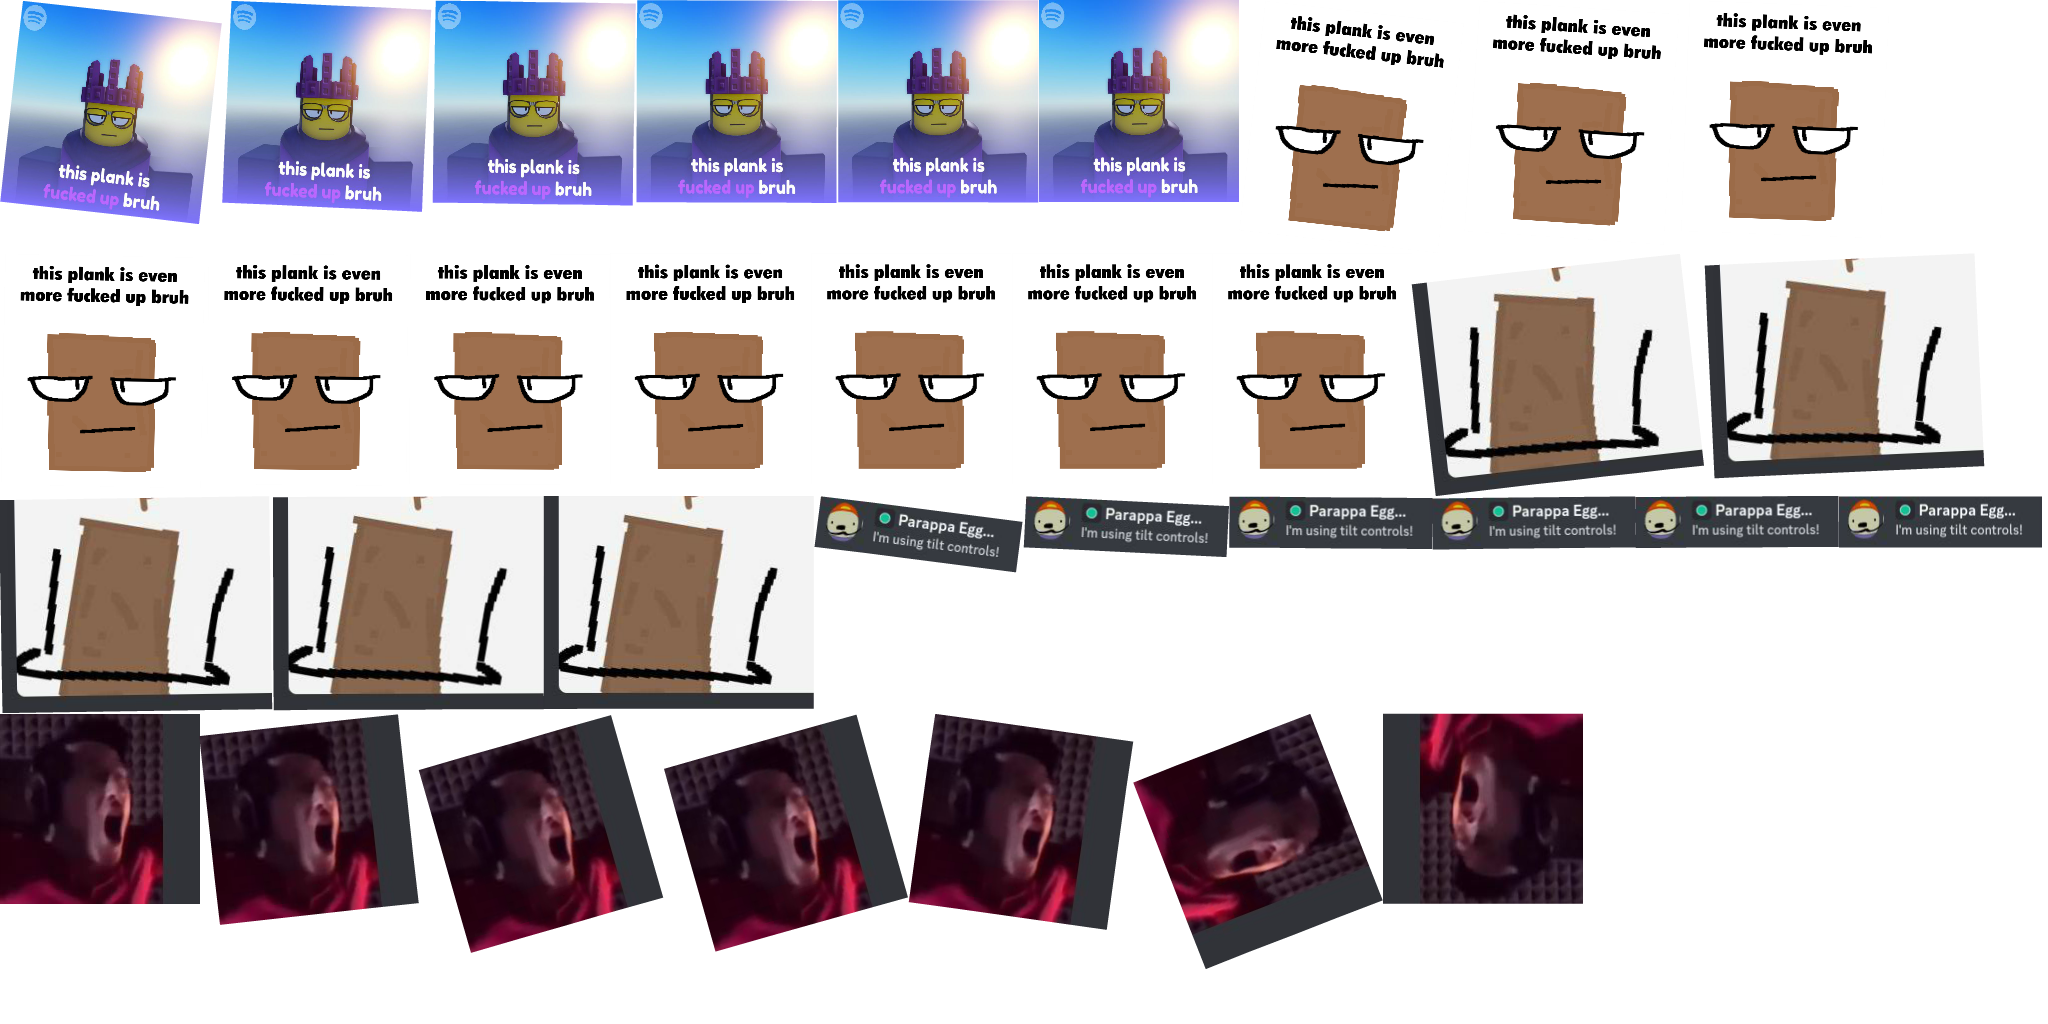 this plank is
fucked up bruh
this plank is
fucked up bruh
this plank is
fucked up bruh
this plank is
fucked up bruh
this plank is
fucked up bruh
this plank is
fucked up bruh
this plank is even
more fucked up bruh
this plank is even
more fucked up bruh
this plank is even
more fucked up bruh
this plank is even
more fucked up bruh
this plank is even
more fucked up bruh
this plank is even
more fucked up bruh
this plank is even
more fucked up bruh
this plank is even
more fucked up bruh
this plank is even
more fucked up bruh
this plank is even
more fucked up bruh
Parappa Egg...
I'm using tilt controls!
Parappa Egg...
I'm using tilt controls!
Parappa Egg...
I'm using tilt controls!
Parappa Egg...
I'm using tilt controls!
Parappa Egg...
I'm using tilt controls!
Parappa Egg...
I'm using tilt controls!